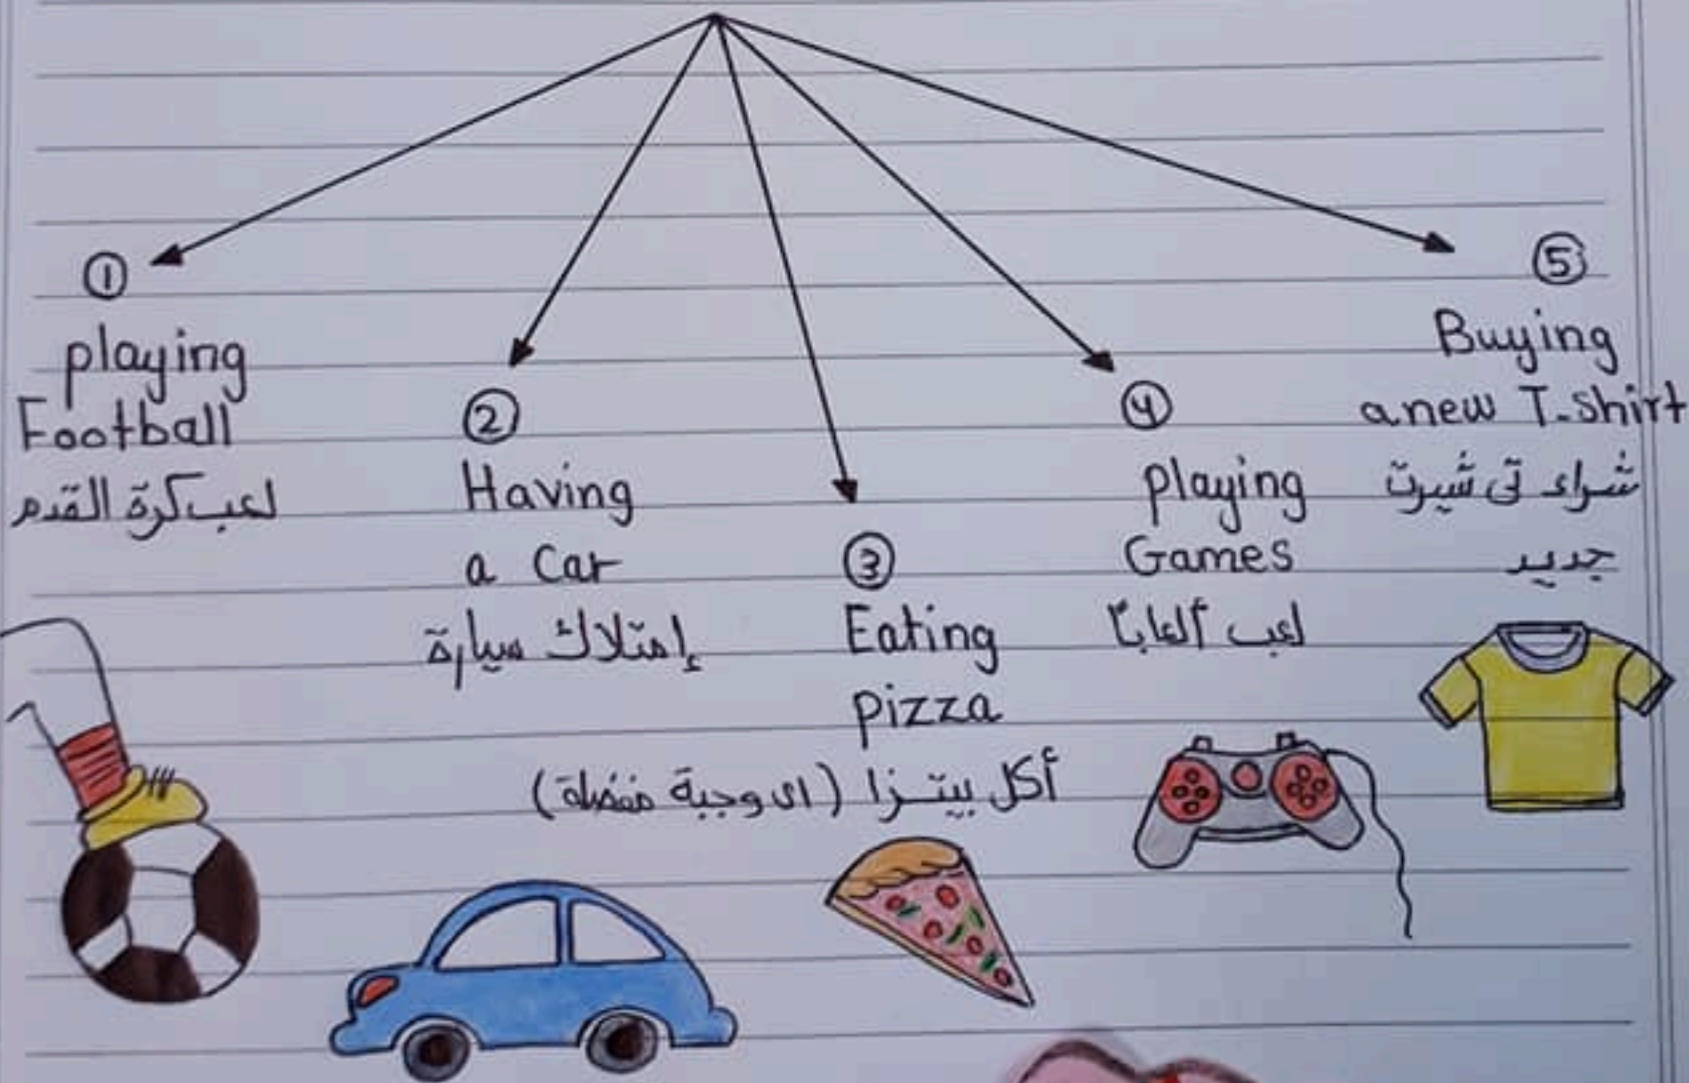 ①
playing
Football
لعب كرة القدم
②
Having
a Car
إمتلاك سيارة
③
Eating
pizza
أكل بيتزا (اى وجبة مفضلة)
④
playing
Games
لعب ألعاب
⑤
Buying
a new T-shirt
شراء تى شيرت
جديد